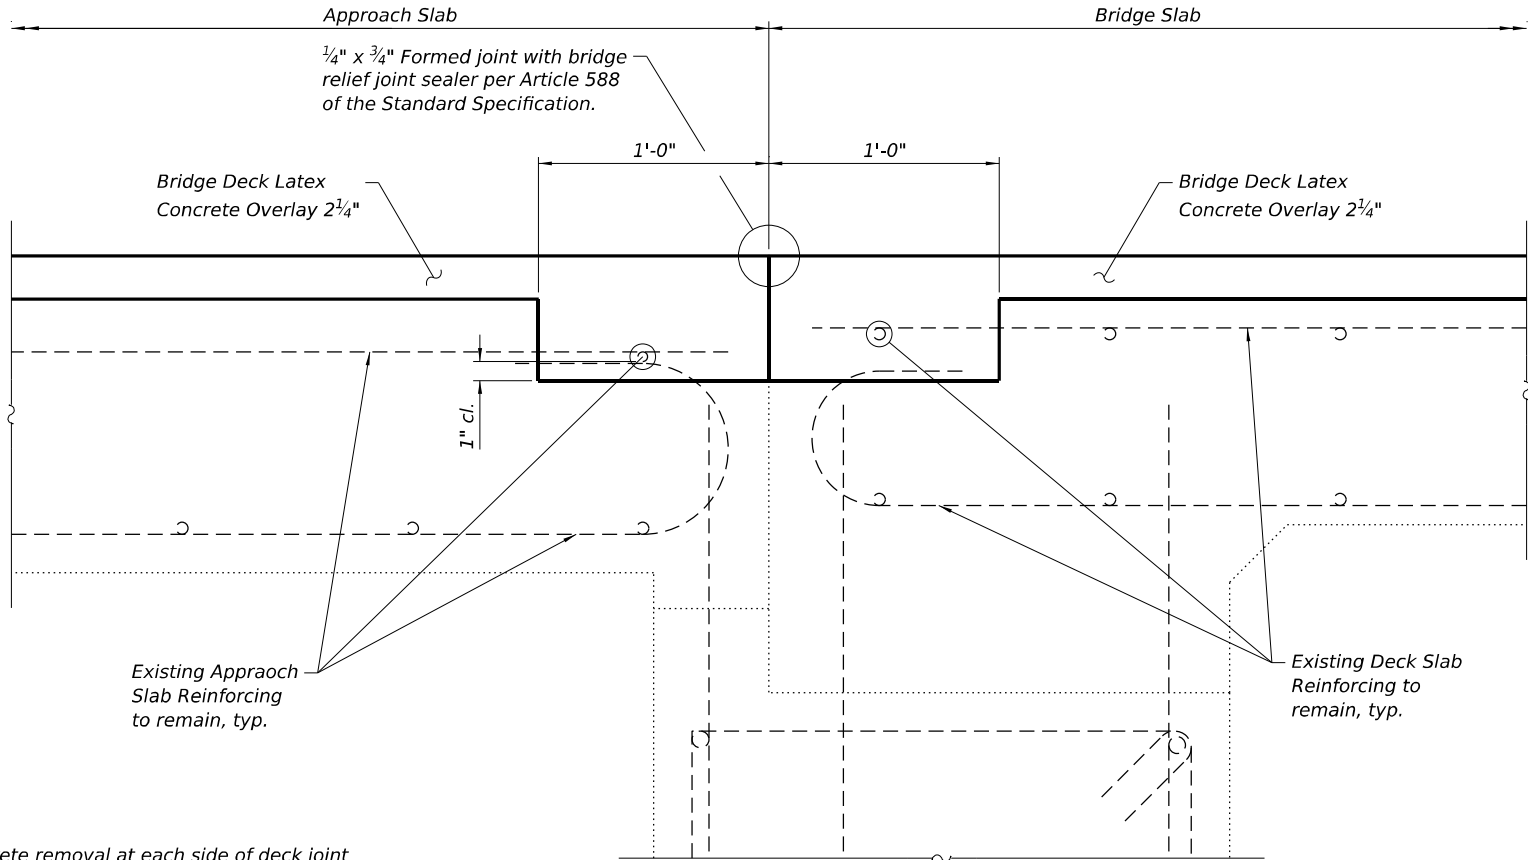 Approach Slab
Bridge Slab
¼" x ¾" Formed joint with bridge
relief joint sealer per Article 588
of the Standard Specification.
1'-0"
1'-0"
Bridge Deck Latex
Concrete Overlay 2¼"
Bridge Deck Latex
Concrete Overlay 2¼"
1" cl.
Existing Appraoch
Slab Reinforcing
to remain, typ.
Existing Deck Slab
Reinforcing to
remain, typ.
ete removal at each side of deck joint